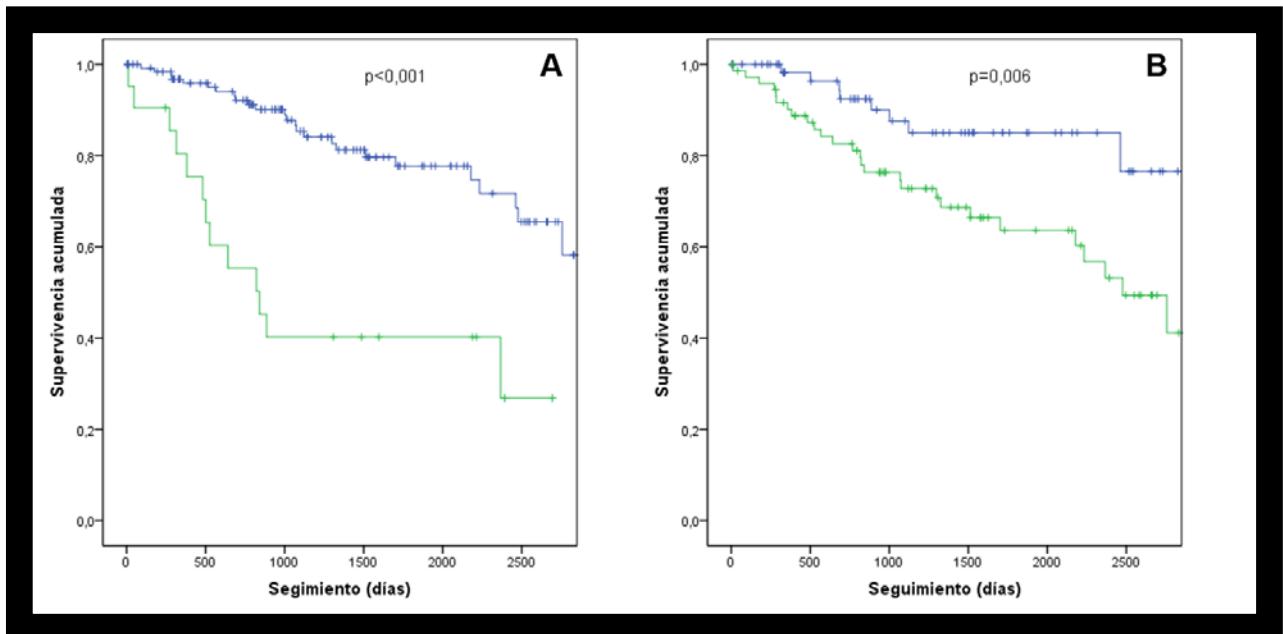 A
p<0,001
1,0
0,8
0,6
0,4
0,2
0,0
Supervivencia acumulada
0 500 1000 1500 2000 2500
Segimiento (días)
B
p=0,006
1,0
0,8
0,6
0,4
0,2
0,0
Supervivencia acumulada
0 500 1000 1500 2000 2500
Seguimiento (días)